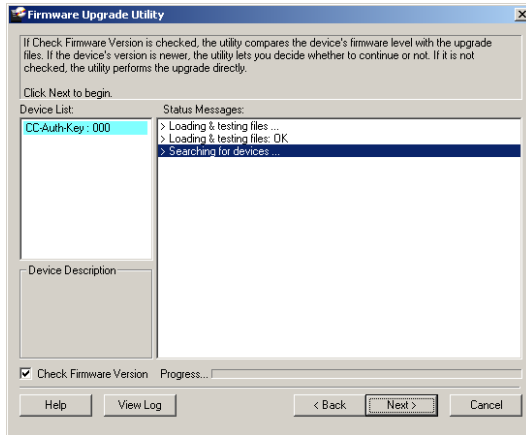 Firmware Upgrade Utility
If Check Firmware Version is checked, the utility compares the device's firmware level with the upgrade
files. If the device's version is newer, the utility lets you decide whether to continue or not. If it is not
checked, the utility performs the upgrade directly.
Click Next to begin.
Device List:
Status Messages:
CC-Auth-Key : 000
> Loading & testing files ...
> Loading & testing files: OK
> Searching for devices ...
Device Description
Check Firmware Version Progress...
Help View Log < Back Next > Cancel